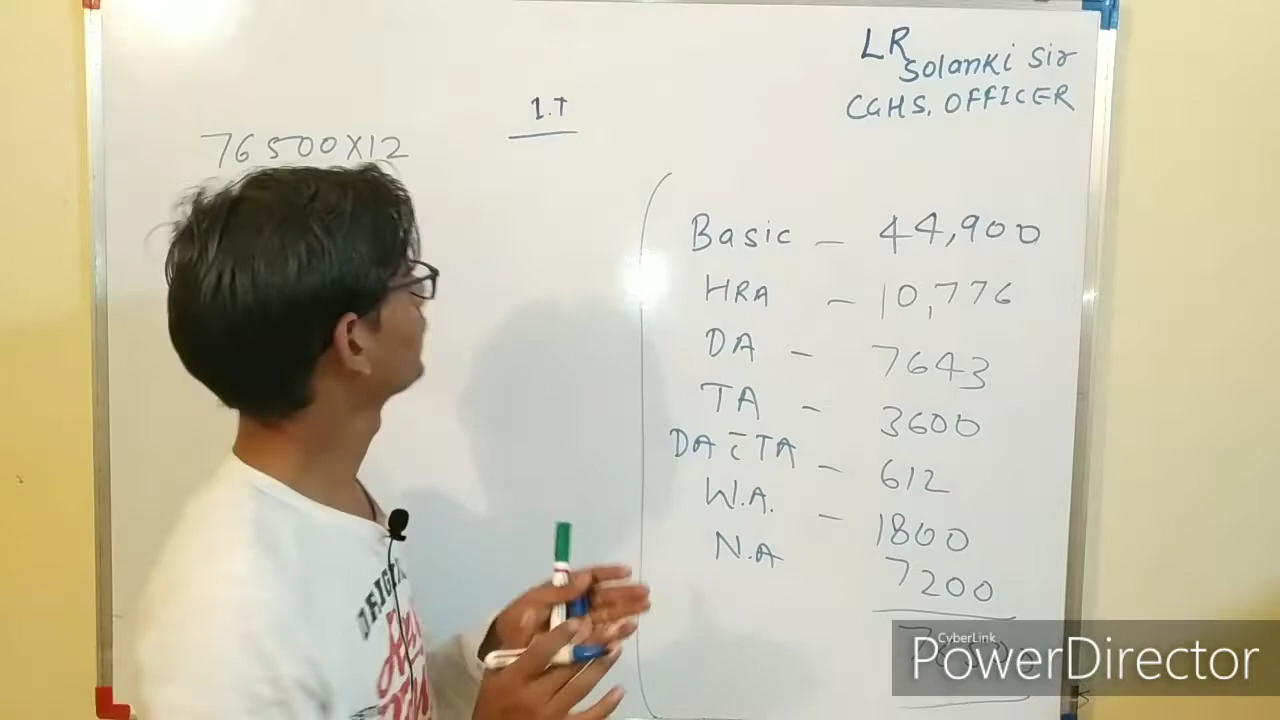 LR
Solanki Sir
CGHS, OFFICER
I.T
76500X12
Basic – 44,900
HRA – 10,776
DA – 7643
TA – 3600
DA c̄ TA – 612
W.A. – 1800
N.A 7200
CyberLink
PowerDirector